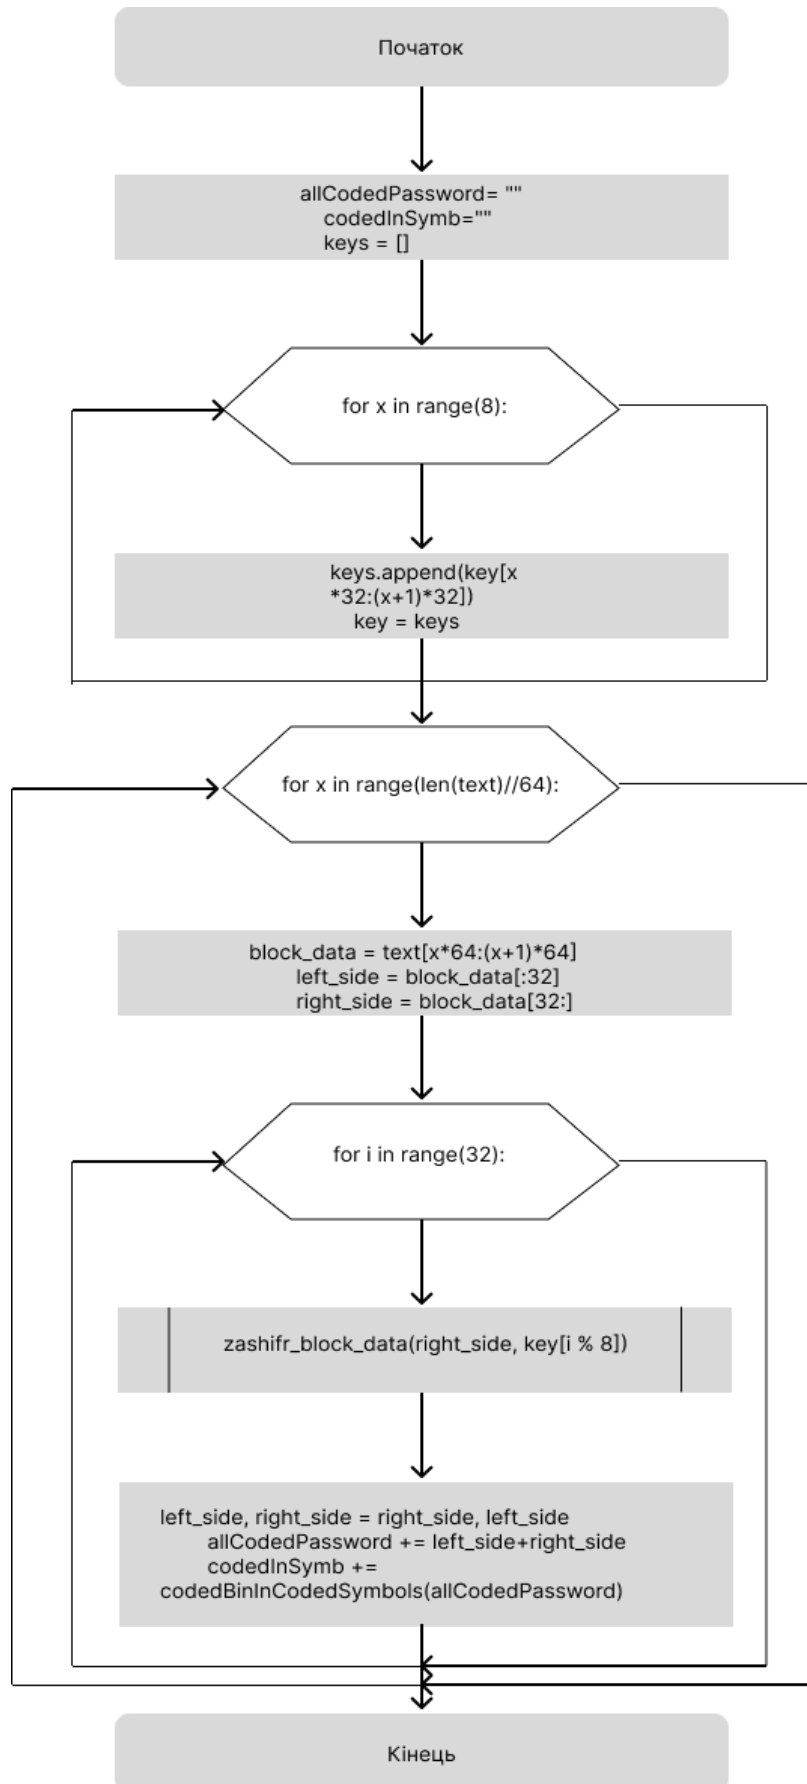 Початок
allCodedPassword= ""
codedInSymb=""
keys = []
for x in range(8):
keys.append(key[x
*32:(x+1)*32])
key = keys
for x in range(len(text)//64):
block_data = text[x*64:(x+1)*64]
left_side = block_data[:32]
right_side = block_data[32:]
for i in range(32):
zashifr_block_data(right_side, key[i % 8])
left_side, right_side = right_side, left_side
allCodedPassword += left_side+right_side
codedInSymb +=
codedBinInCodedSymbols(allCodedPassword)
Кінець